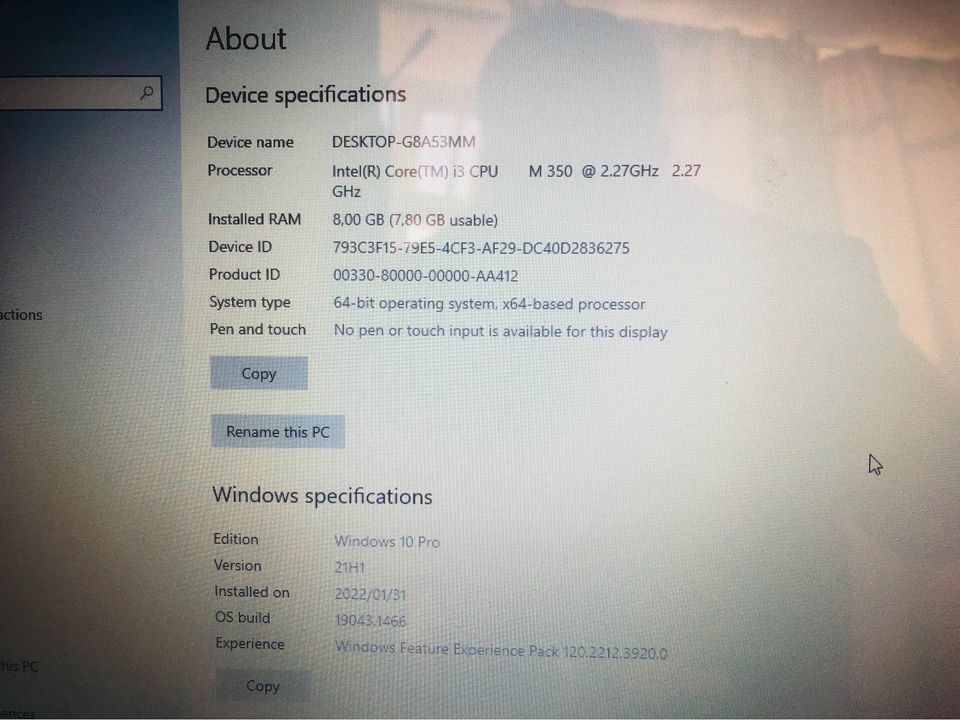 About
Device specifications
Device name DESKTOP-G8A53MM
Processor Intel(R) Core(TM) i3 CPU M 350 @ 2.27GHz 2.27
GHz
Installed RAM 8,00 GB (7,80 GB usable)
Device ID 793C3F15-79E5-4CF3-AF29-DC40D2836275
Product ID 00330-80000-00000-AA412
System type 64-bit operating system, x64-based processor
actions
Pen and touch No pen or touch input is available for this display
Copy
Rename this PC
Windows specifications
Edition Windows 10 Pro
Version 21H1
Installed on 2022/01/31
OS build 19043.1466
Experience Windows Feature Experience Pack 120.2212.3920.0
this PC
Copy